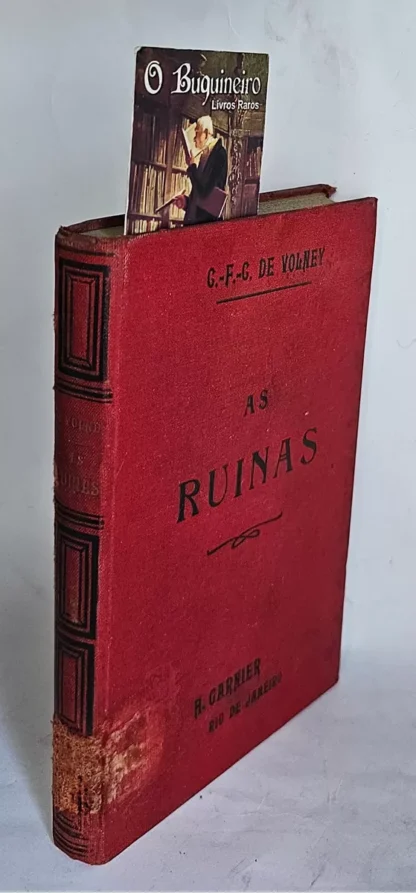 O Buquineiro
Livros Raros
C.-F.-C. DE VOLNEY
AS
RUINAS
H. GARNIER
RIO DE JANEIRO